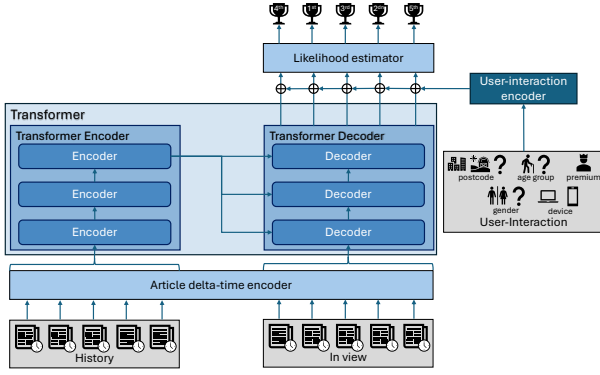 4th 1st 3rd 2nd 5th
Likelihood estimator
User-interaction
encoder
Transformer
Transformer Encoder
Transformer Decoder
Encoder
Decoder
Encoder
Decoder
Encoder
Decoder
postcode
age group
premium
gender
device
User-Interaction
Article delta-time encoder
History
In view